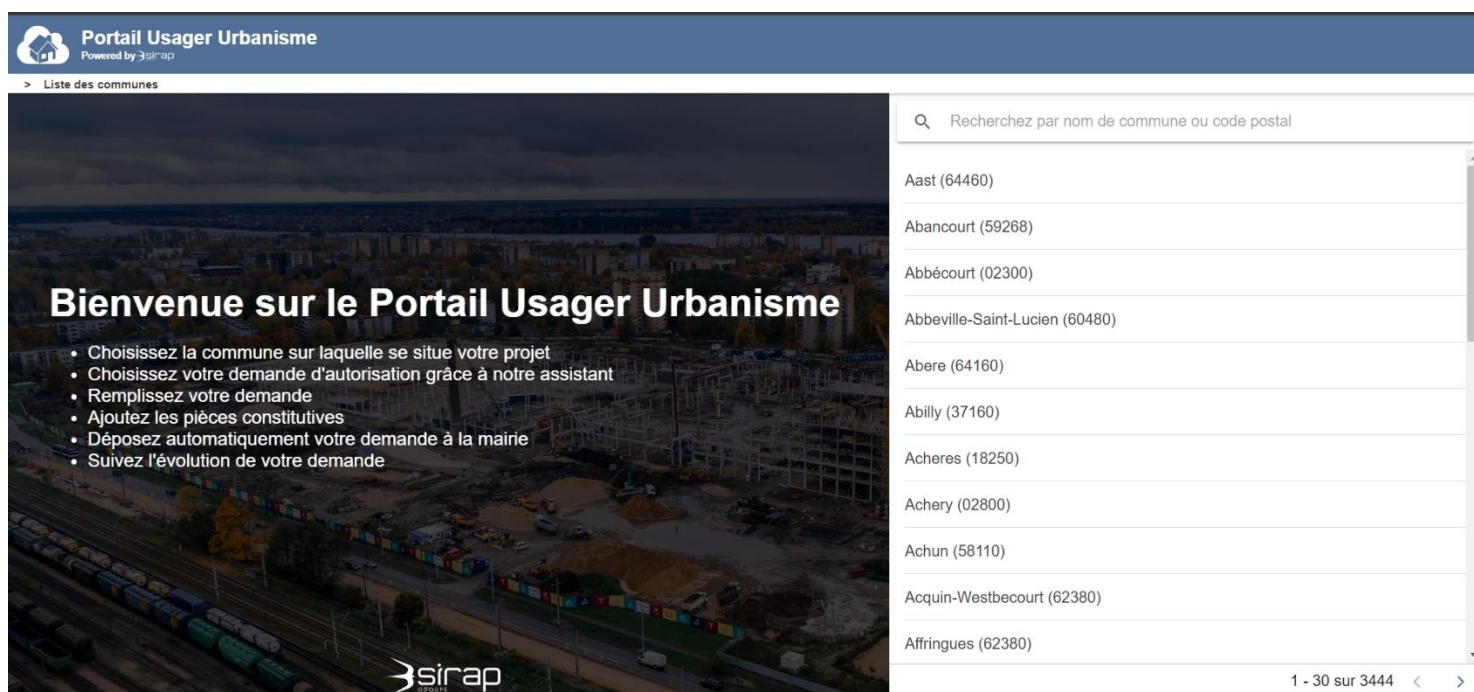 Portail Usager Urbanisme
Powered by sirap
> Liste des communes
Bienvenue sur le Portail Usager Urbanisme
• Choisissez la commune sur laquelle se situe votre projet
• Choisissez votre demande d'autorisation grâce à notre assistant
• Remplissez votre demande
• Ajoutez les pièces constitutives
• Déposez automatiquement votre demande à la mairie
• Suivez l'évolution de votre demande
sirap
GROUPE
Recherchez par nom de commune ou code postal
Aast (64460)
Abancourt (59268)
Abbécourt (02300)
Abbeville-Saint-Lucien (60480)
Abere (64160)
Abilly (37160)
Acheres (18250)
Achery (02800)
Achun (58110)
Acquin-Westbecourt (62380)
Affringues (62380)
1 - 30 sur 3444 < >